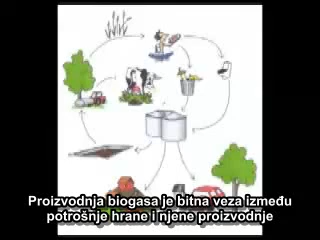 Proizvodnja biogasa je bitna veza između
potrošnje hrane i njene proizvodnje